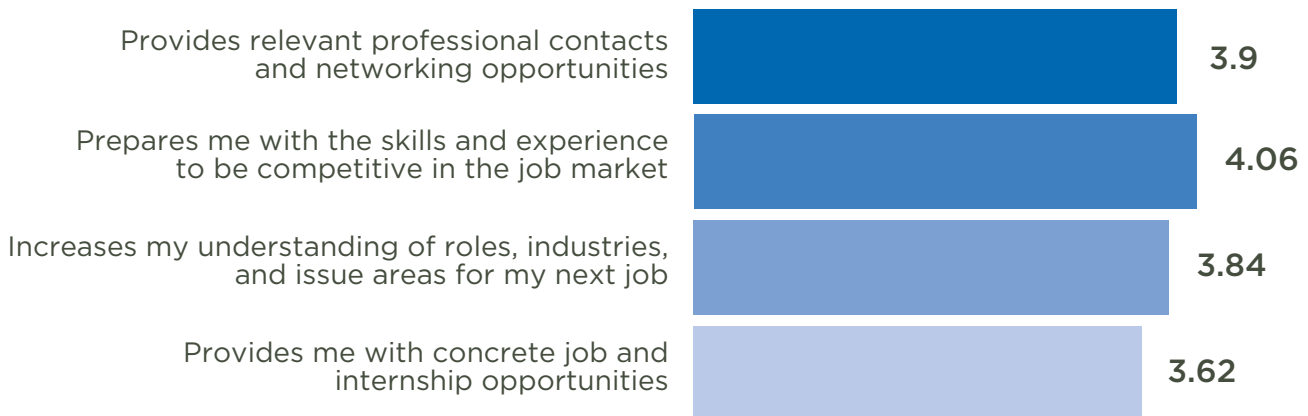 Provides relevant professional contacts
and networking opportunities
3.9
Prepares me with the skills and experience
to be competitive in the job market
4.06
Increases my understanding of roles, industries,
and issue areas for my next job
3.84
Provides me with concrete job and
internship opportunities
3.62